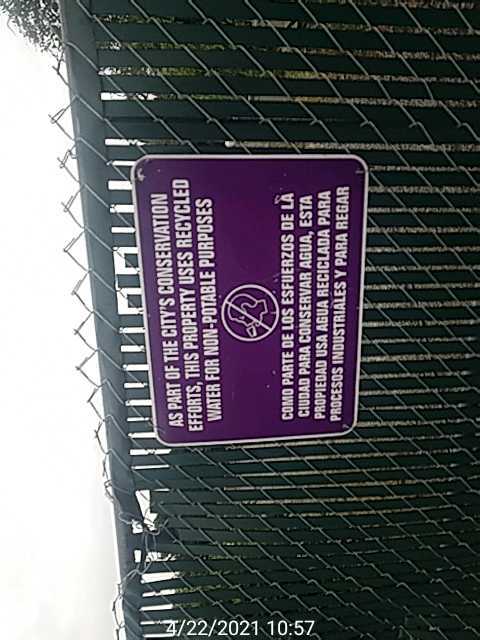 AS PART OF THE CITY'S CONSERVATION
EFFORTS, THIS PROPERTY USES RECYCLED
WATER FOR NON-POTABLE PURPOSES
COMO PARTE DE LOS ESFUERZOS DE LA
CIUDAD PARA CONSERVAR AGUA, ESTA
PROPIEDAD USA AGUA RECICLADA PARA
PROCESOS INDUSTRIALES Y PARA REGAR
4/22/2021 10:57